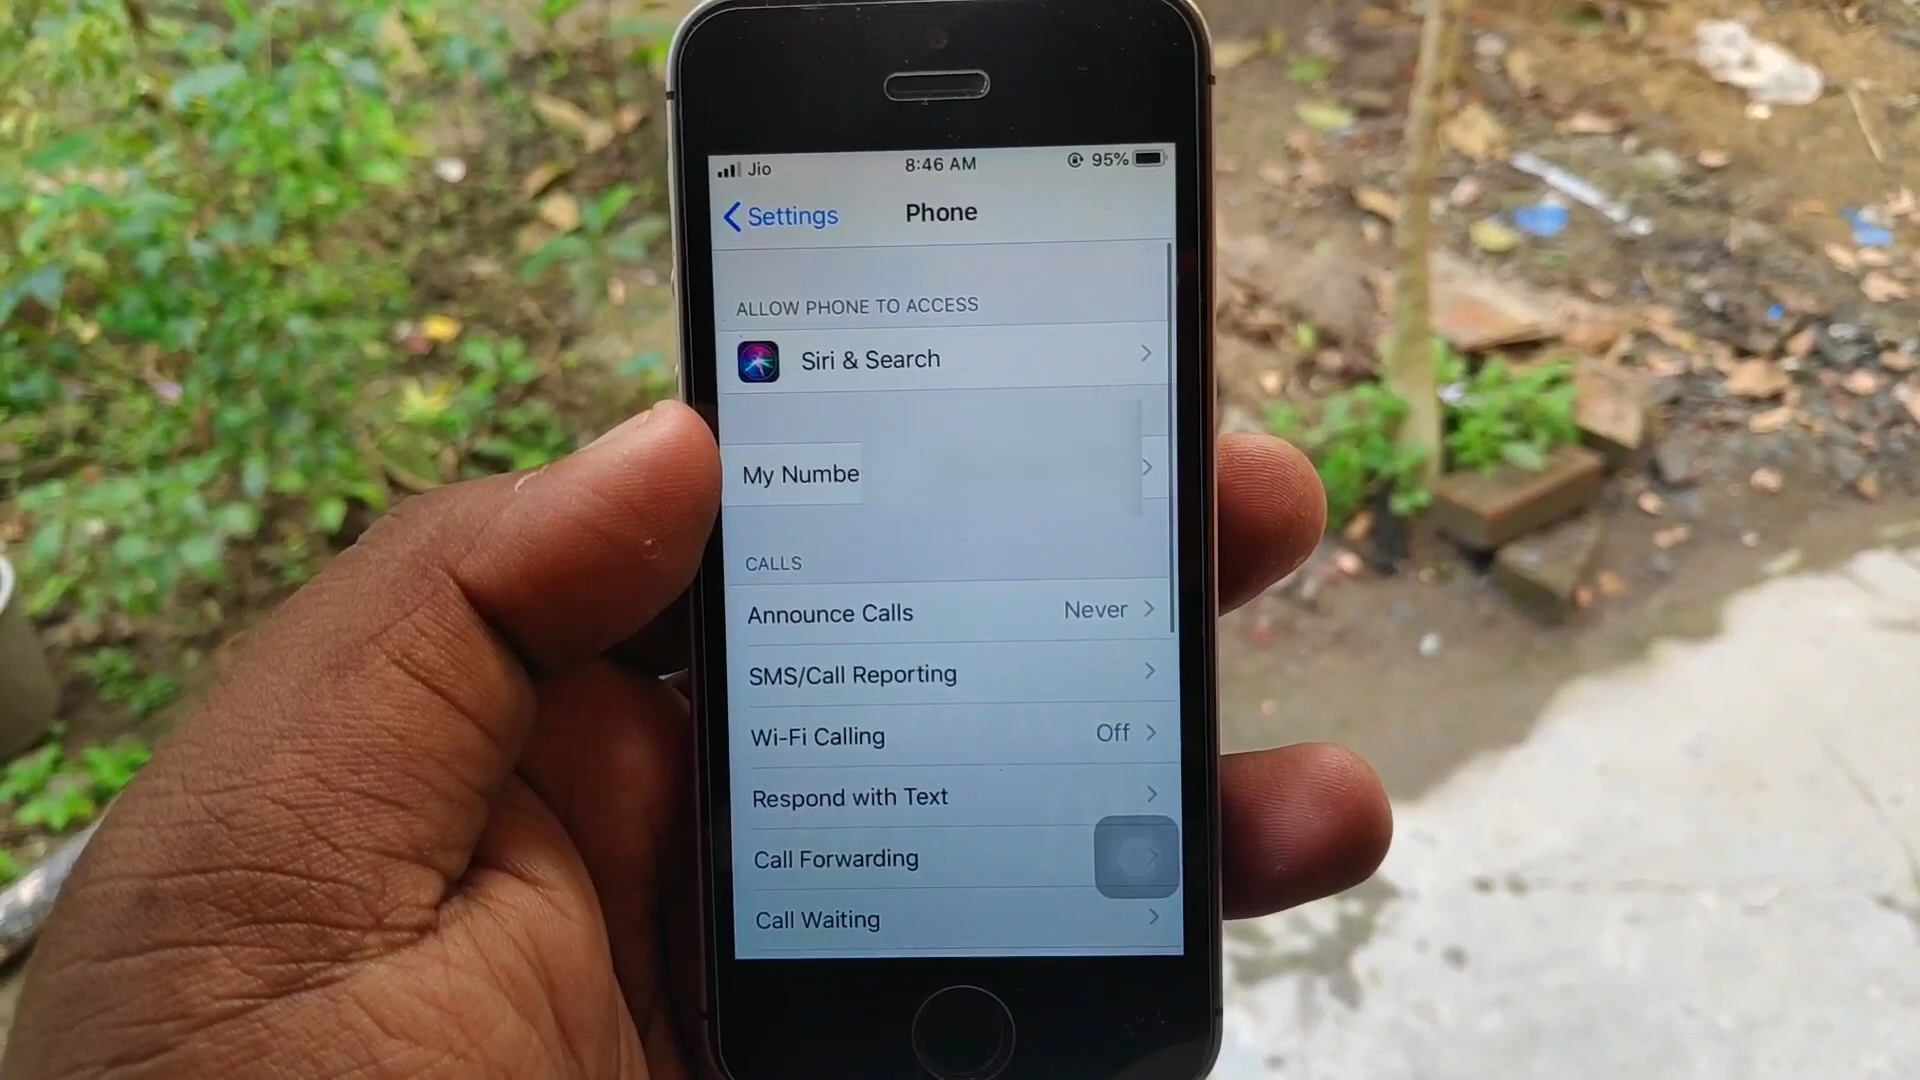 Jio 8:46 AM 95%
Settings Phone
ALLOW PHONE TO ACCESS
Siri & Search
My Numbe
CALLS
Announce Calls Never
SMS/Call Reporting
Wi-Fi Calling Off
Respond with Text
Call Forwarding
Call Waiting